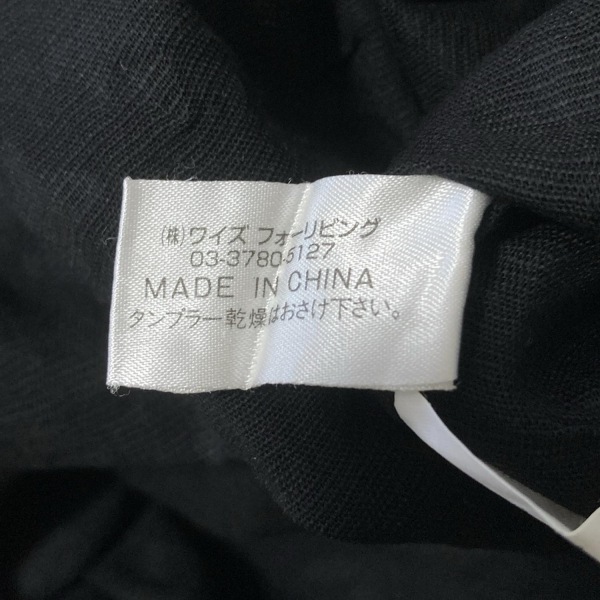 (株)ワイズ フォーリビング
03-3780-5127
MADE IN CHINA
タンブラー乾燥はおさけ下さい。